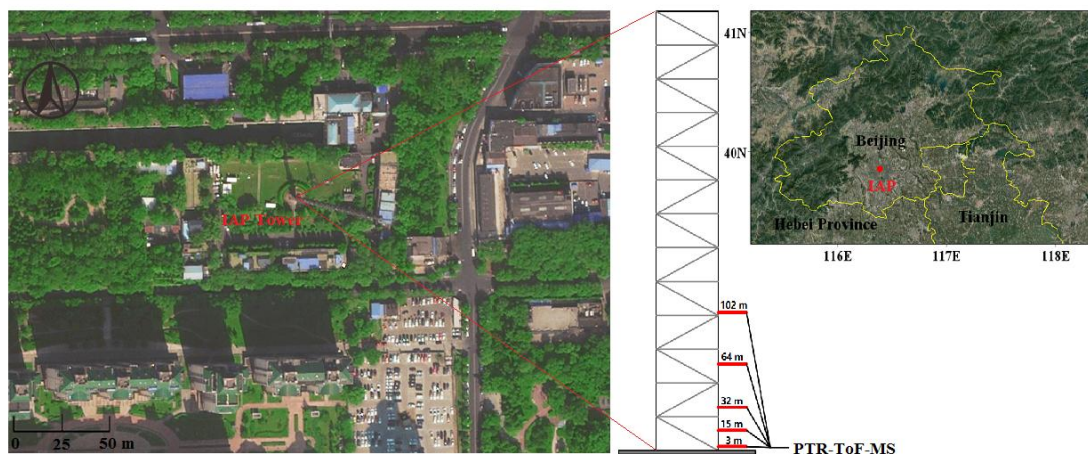 IAP Tower
0 25 50 m
102 m
64 m
32 m
15 m
3 m
PTR-ToF-MS
41N
40N
Beijing
IAP
Hebei Province
Tianjin
116E 117E 118E